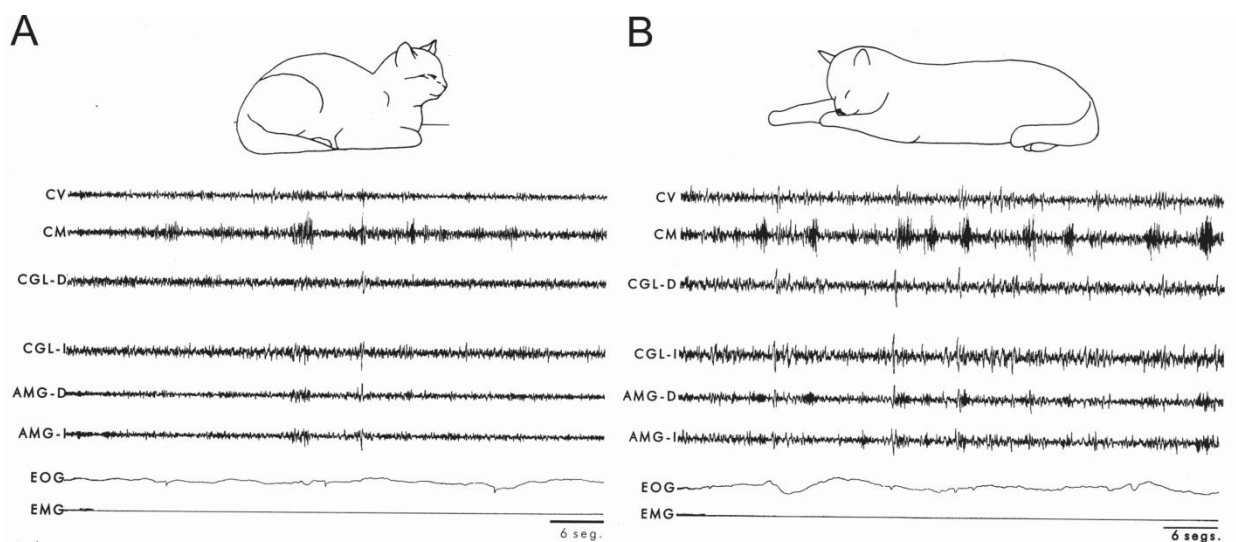 A
CV
CM
CGL-D
CGL-I
AMG-D
AMG-I
EOG
EMG
6 seg.
B
CV
CM
CGL-D
CGL-I
AMG-D
AMG-I
EOG
EMG
6 segs.